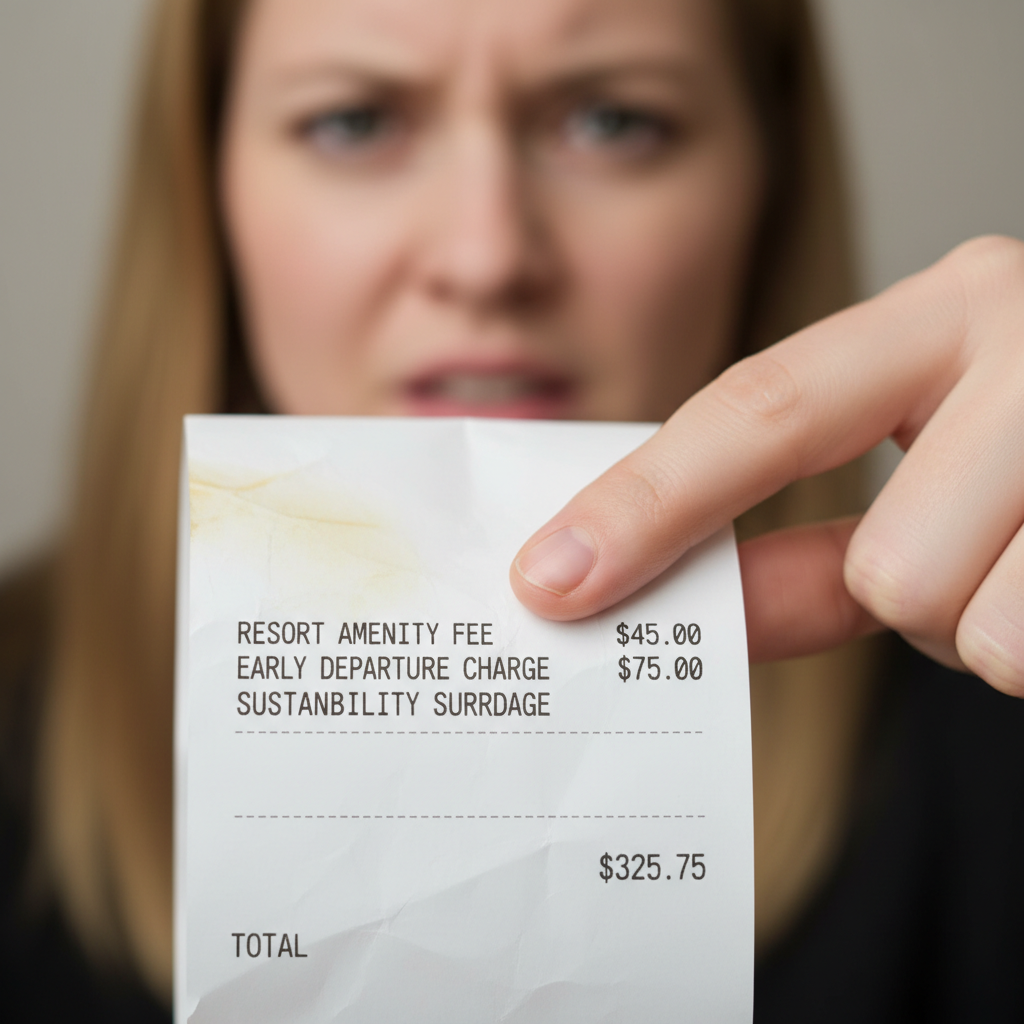 RESORT AMENITY FEE $45.00
EARLY DEPARTURE CHARGE $75.00
SUSTANBILITY SURRDAGE
$325.75
TOTAL